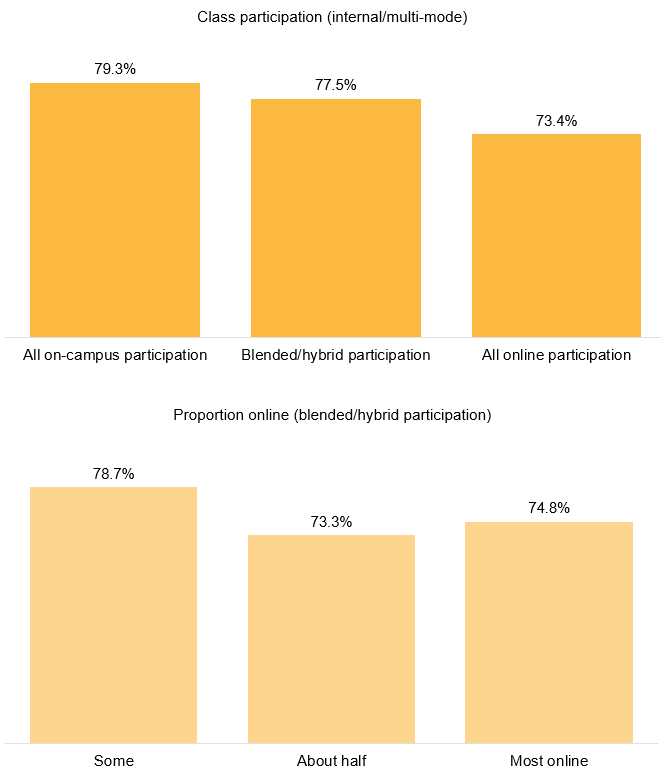 Class participation (internal/multi-mode)
79.3%
77.5%
73.4%
All on-campus participation
Blended/hybrid participation
All online participation
Proportion online (blended/hybrid participation)
78.7%
73.3%
74.8%
Some
About half
Most online